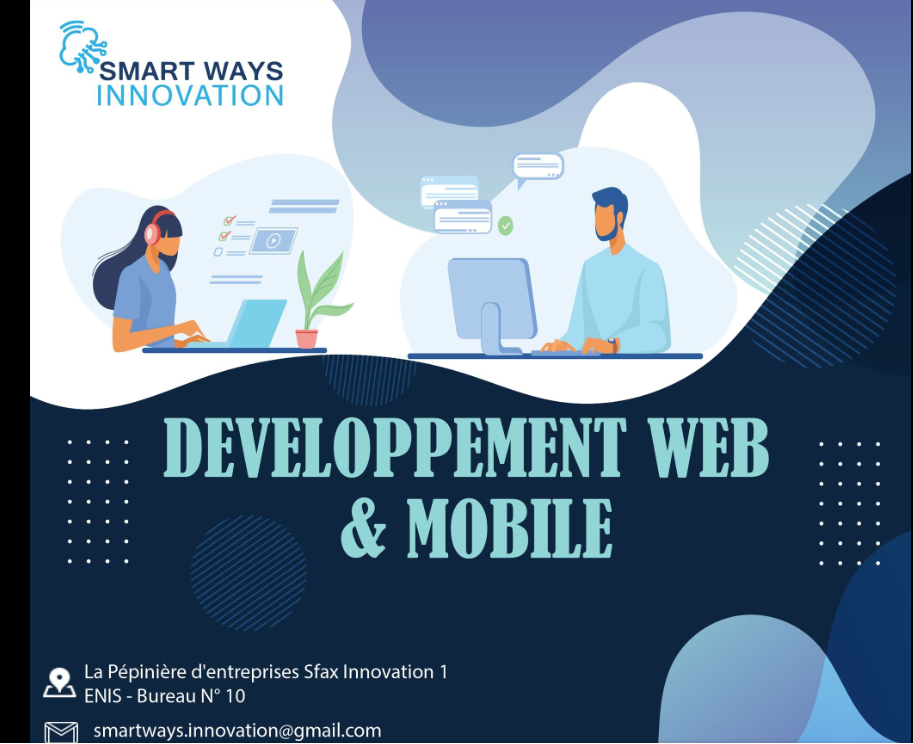 SMART WAYS
INNOVATION
DEVELOPPEMENT WEB
& MOBILE
La Pépinière d'entreprises Sfax Innovation 1
ENIS - Bureau N° 10
smartways.innovation@gmail.com